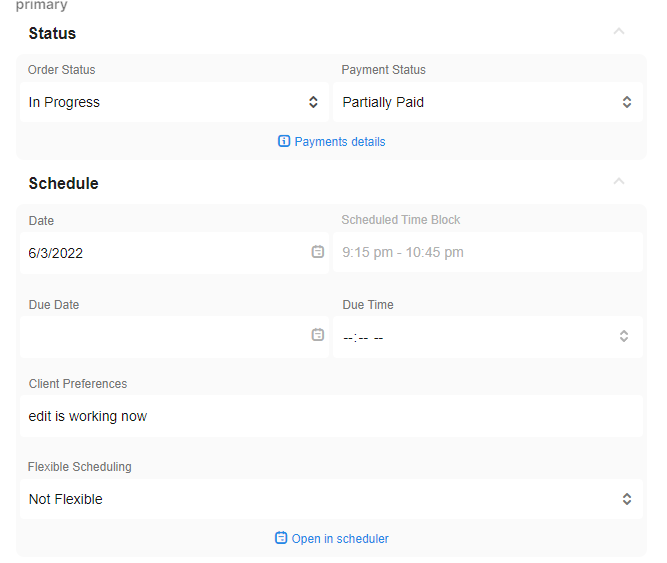 primary
Status
Order Status
Payment Status
In Progress
Partially Paid
Payments details
Schedule
Date
Scheduled Time Block
6/3/2022
9:15 pm - 10:45 pm
Due Date
Due Time
--:-- --
Client Preferences
edit is working now
Flexible Scheduling
Not Flexible
Open in scheduler